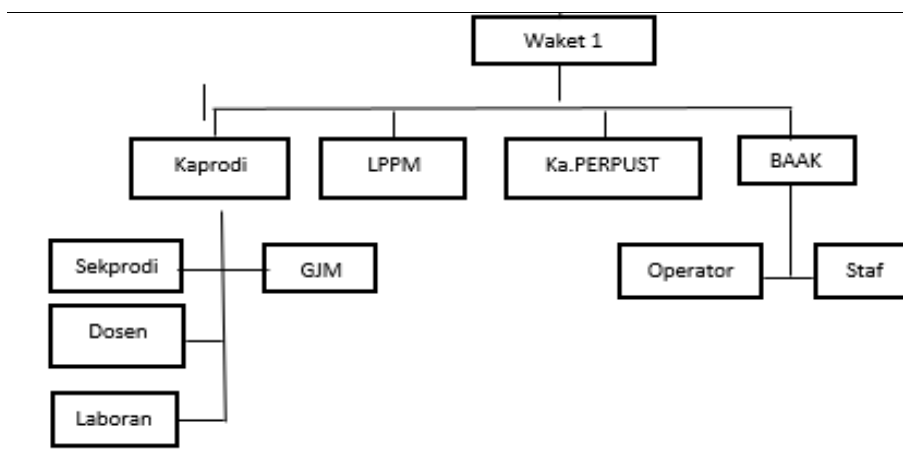 Waket 1
Kaprodi
LPPM
Ka.PERPUST
BAAK
Sekprodi
GJM
Operator
Staf
Dosen
Laboran